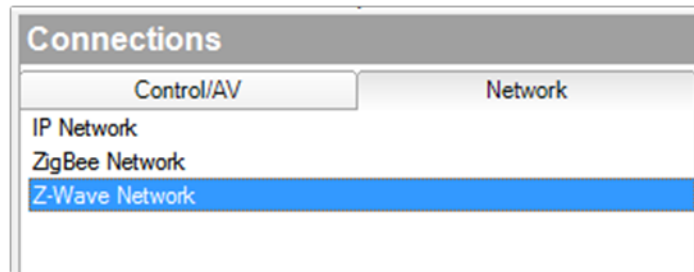 Connections
Control/AV Network
IP Network
ZigBee Network
Z-Wave Network